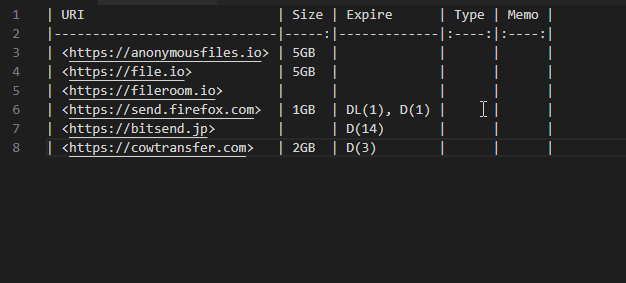 1 | URI                         | Size | Expire      | Type | Memo |
2 |-----------------------------|-----:|-------------|:----:|:----:|
3 | <https://anonymousfiles.io> | 5GB  |             |      |      |
4 | <https://file.io>           | 5GB  |             |      |      |
5 | <https://fileroom.io>       |      |             |      |      |
6 | <https://send.firefox.com>  | 1GB  | DL(1), D(1) |      |      |
7 | <https://bitsend.jp>        |      | D(14)       |      |      |
8 | <https://cowtransfer.com>   | 2GB  | D(3)        |      |      |